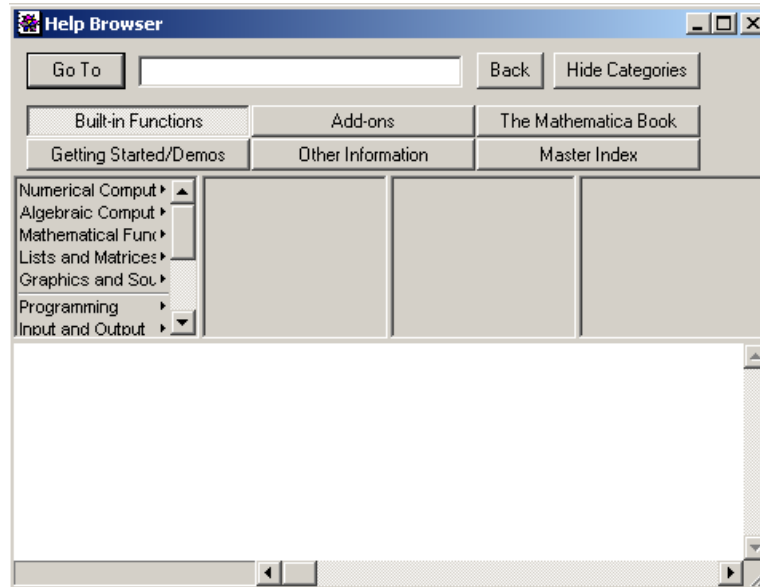 Help Browser
Go To Back Hide Categories
Built-in Functions Add-ons The Mathematica Book
Getting Started/Demos Other Information Master Index
Numerical Comput
Algebraic Comput
Mathematical Func
Lists and Matrices
Graphics and Sou
Programming
Input and Output